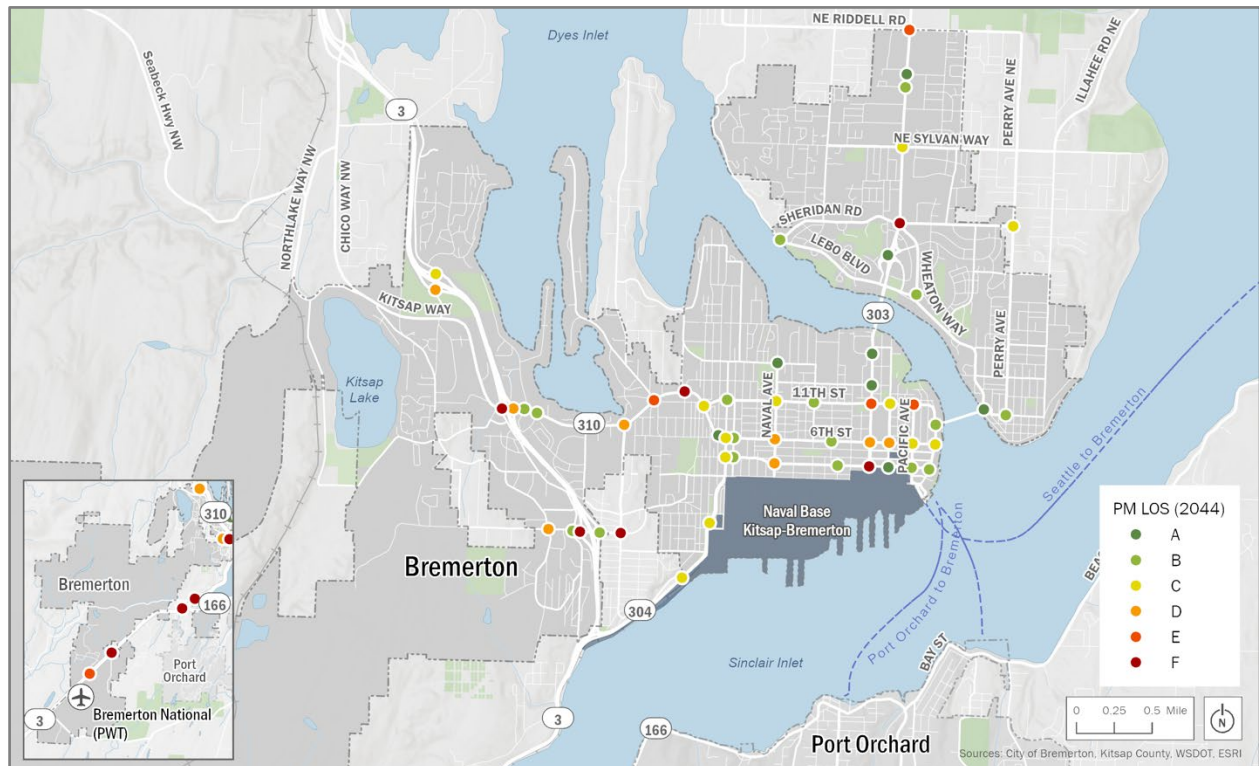 NE RIDDELL RD
Dyes Inlet
Seabeck Hwy NW
3
PERRY AVE NE
ILLAHEE RD NE
NE SYLVAN WAY
NORTHLAKE WAY NW
CHICO WAY NW
SHERIDAN RD
LEBO BLVD
WHEATON WAY
KITSAP WAY
303
PERRY AVE
Kitsap
Lake
310
NAVAL AVE
11TH ST
6TH ST
PACIFIC AVE
Seattle to Bremerton
Naval Base
Kitsap-Bremerton
Bremerton
304
Port Orchard to Bremerton
Sinclair Inlet
BAY ST
3
166
Port Orchard
310
Bremerton
166
Port
Orchard
3
Bremerton National
(PWT)
PM LOS (2044)
A
B
C
D
E
F
0 0.25 0.5 Mile
N
Sources: City of Bremerton, Kitsap County, WSDOT, ESRI